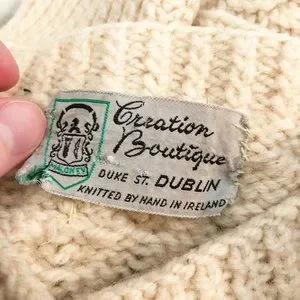 Creation
Boutique
DUKE ST. DUBLIN
KNITTED BY HAND IN IRELAND